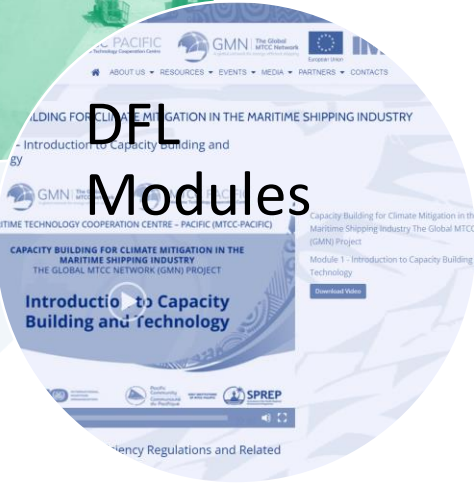 PACIFIC
Technology Cooperation Centre
GMN The Global MTCC Network
European Union
ABOUT US RESOURCES EVENTS MEDIA PARTNERS CONTACTS
FOR CLIMATE MITIGATION IN THE MARITIME SHIPPING INDUSTRY
DFL
- Introduction to Capacity Building and
Modules
GMN
TECHNOLOGY COOPERATION CENTRE – PACIFIC (MTCC-PACIFIC)
CAPACITY BUILDING FOR CLIMATE MITIGATION IN THE
MARITIME SHIPPING INDUSTRY
THE GLOBAL MTCC NETWORK (GMN) PROJECT
Introduction to Capacity
Building and Technology
Pacific
Community
Communauté
du Pacifique
SPREP
Capacity Building for Climate Mitigation in the
Maritime Shipping Industry The Global MTCC
(GMN) Project
Module 1 - Introduction to Capacity Building
Technology
Download Video
Regulations and Related